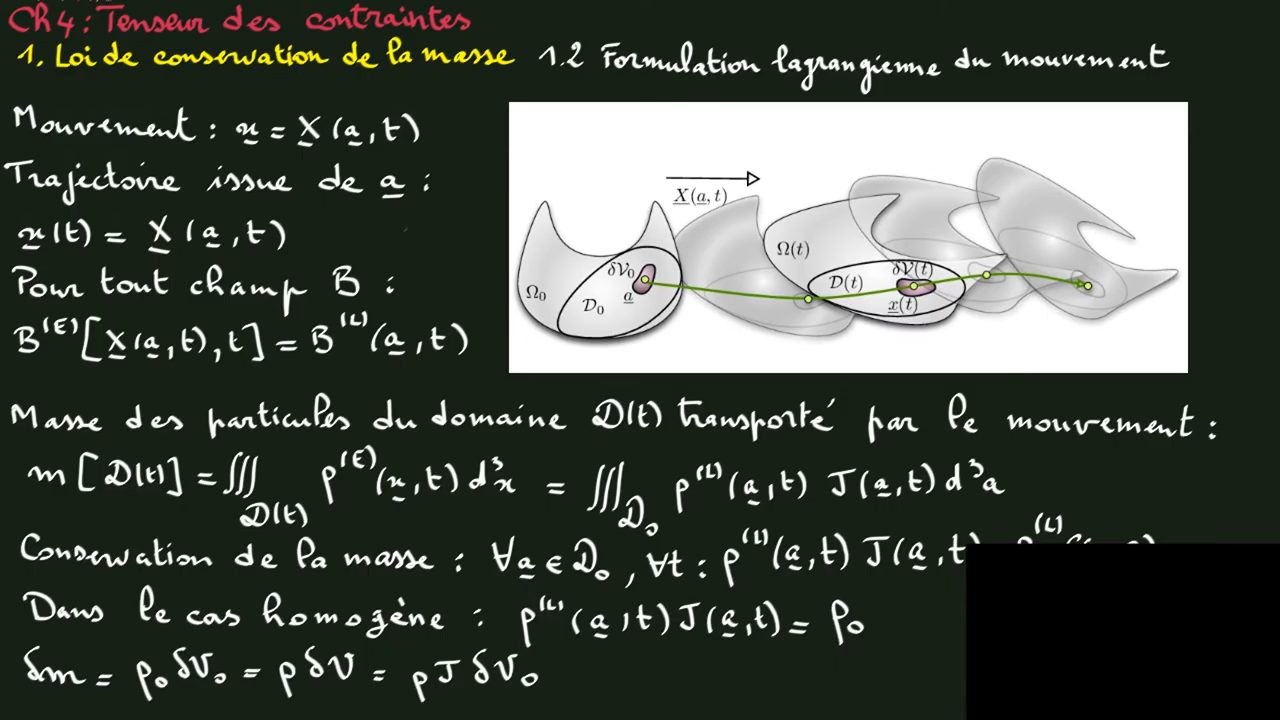 Ch4 : Tenseur des contraintes
1. Loi de conservation de la masse 1.2 Formulation lagrangienne du mouvement
Mouvement : x = X(a, t)
Trajectoire issue de a :
x(t) = X(a, t)
Pour tout champ B :
B^(E)[X(a, t), t] = B^(L)(a, t)
X(a, t)
Ω₀
D₀
δV₀
a
Ω(t)
D(t)
δV(t)
x(t)
Masse des particules du domaine D(t) transporté par le mouvement :
m[D(t)] = ∭_D(t) ρ^(E)(x, t) d³x = ∭_D₀ ρ^(L)(a, t) J(a, t) d³a
Conservation de la masse : ∀a ∈ D₀, ∀t : ρ^(L)(a, t) J(a, t
Dans le cas homogène : ρ^(L)(a, t) J(a, t) = ρ₀
δm = ρ₀ δV₀ = ρ δV = ρ J δV₀